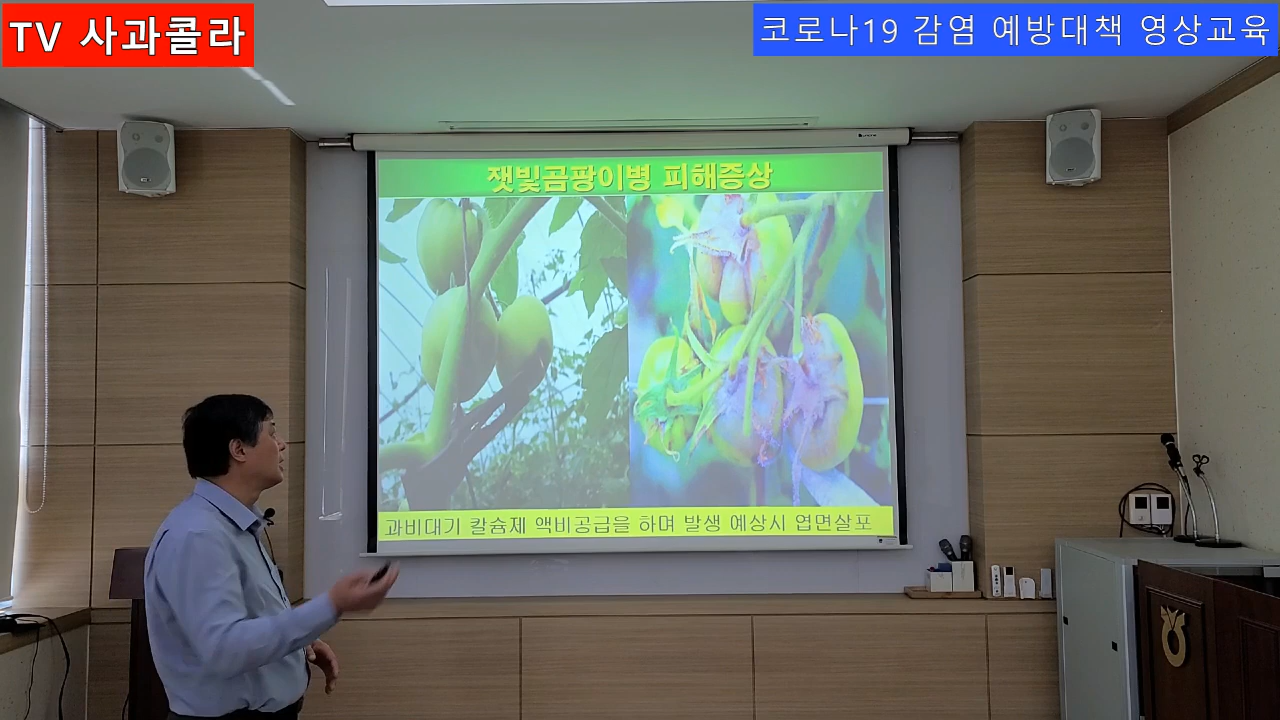 TV 사과콜라
코로나19 감염 예방대책 영상교육
잿빛곰팡이병 피해증상
과비대기 칼슘제 액비공급을 하며 발생 예상시 엽면살포